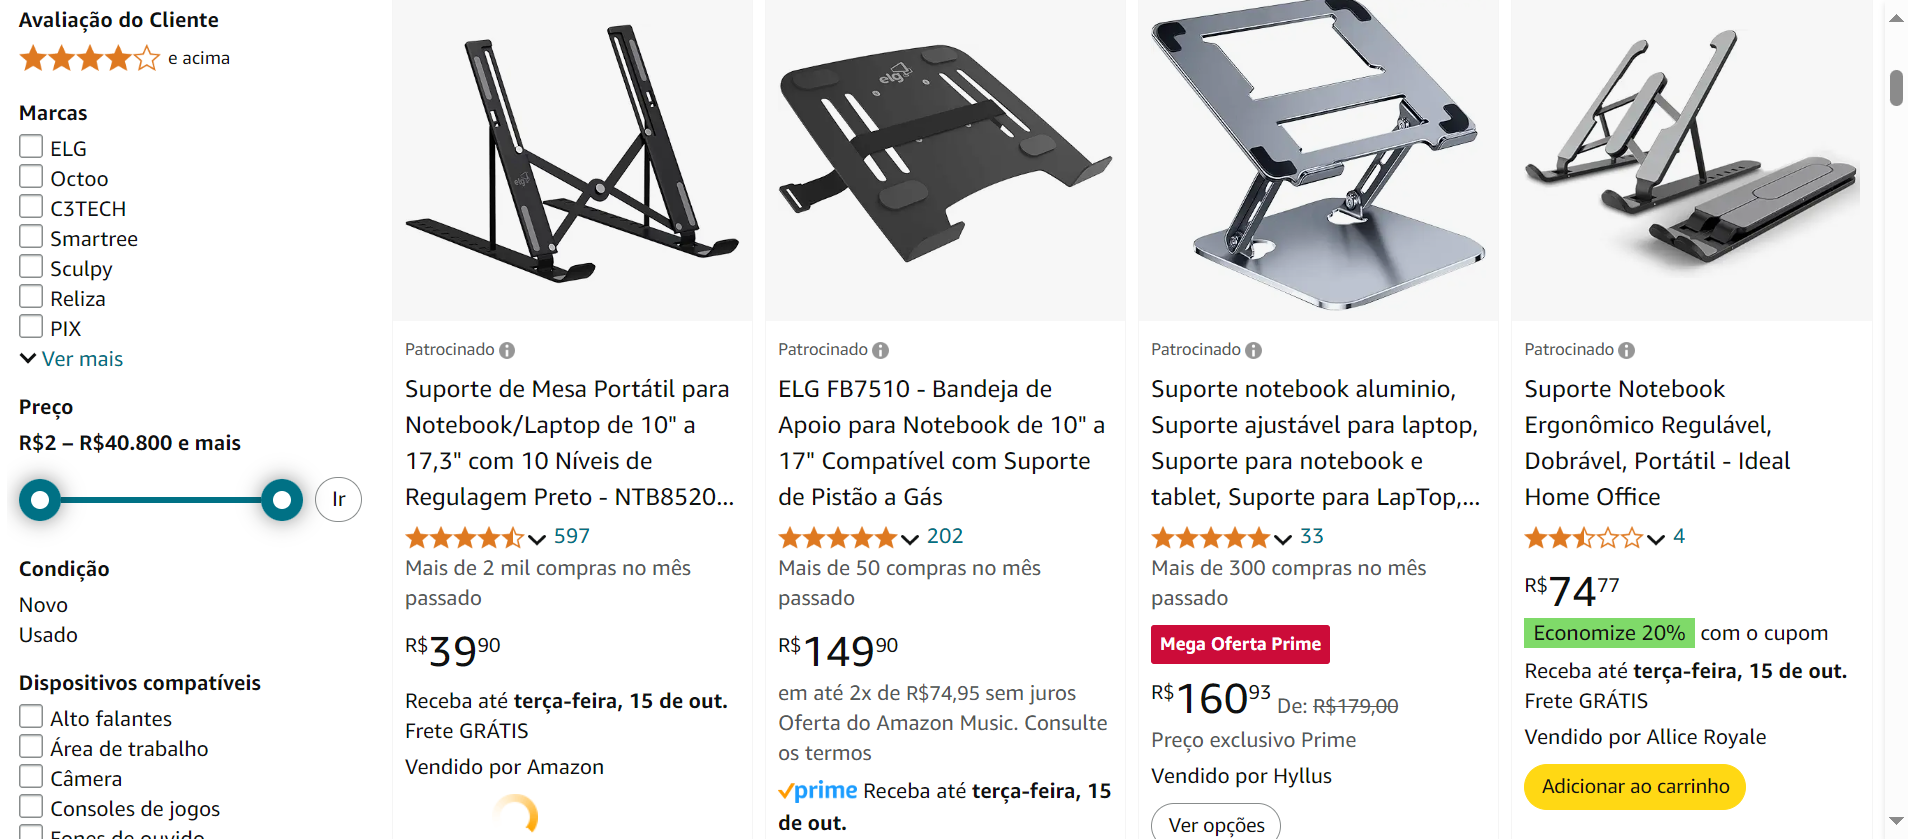 Avaliação do Cliente
e acima
Marcas
ELG
Octoo
C3TECH
Smartree
Sculpy
Reliza
PIX
Ver mais
Preço
R$2 – R$40.800 e mais
Ir
Condição
Novo
Usado
Dispositivos compatíveis
Alto falantes
Área de trabalho
Câmera
Consoles de jogos
Fones de ouvido
elg
Patrocinado
Suporte de Mesa Portátil para
Notebook/Laptop de 10" a
17,3" com 10 Níveis de
Regulagem Preto - NTB8520...
597
Mais de 2 mil compras no mês
passado
R$3990
Receba até terça-feira, 15 de out.
Frete GRÁTIS
Vendido por Amazon
elg
Patrocinado
ELG FB7510 - Bandeja de
Apoio para Notebook de 10" a
17" Compatível com Suporte
de Pistão a Gás
202
Mais de 50 compras no mês
passado
R$14990
em até 2x de R$74,95 sem juros
Oferta do Amazon Music. Consulte
os termos
prime Receba até terça-feira, 15
de out.
Patrocinado
Suporte notebook aluminio,
Suporte ajustável para laptop,
Suporte para notebook e
tablet, Suporte para LapTop,...
33
Mais de 300 compras no mês
passado
Mega Oferta Prime
R$16093 De: R$179,00
Preço exclusivo Prime
Vendido por Hyllus
Ver opções
Patrocinado
Suporte Notebook
Ergonômico Regulável,
Dobrável, Portátil - Ideal
Home Office
4
R$7477
Economize 20% com o cupom
Receba até terça-feira, 15 de out.
Frete GRÁTIS
Vendido por Allice Royale
Adicionar ao carrinho